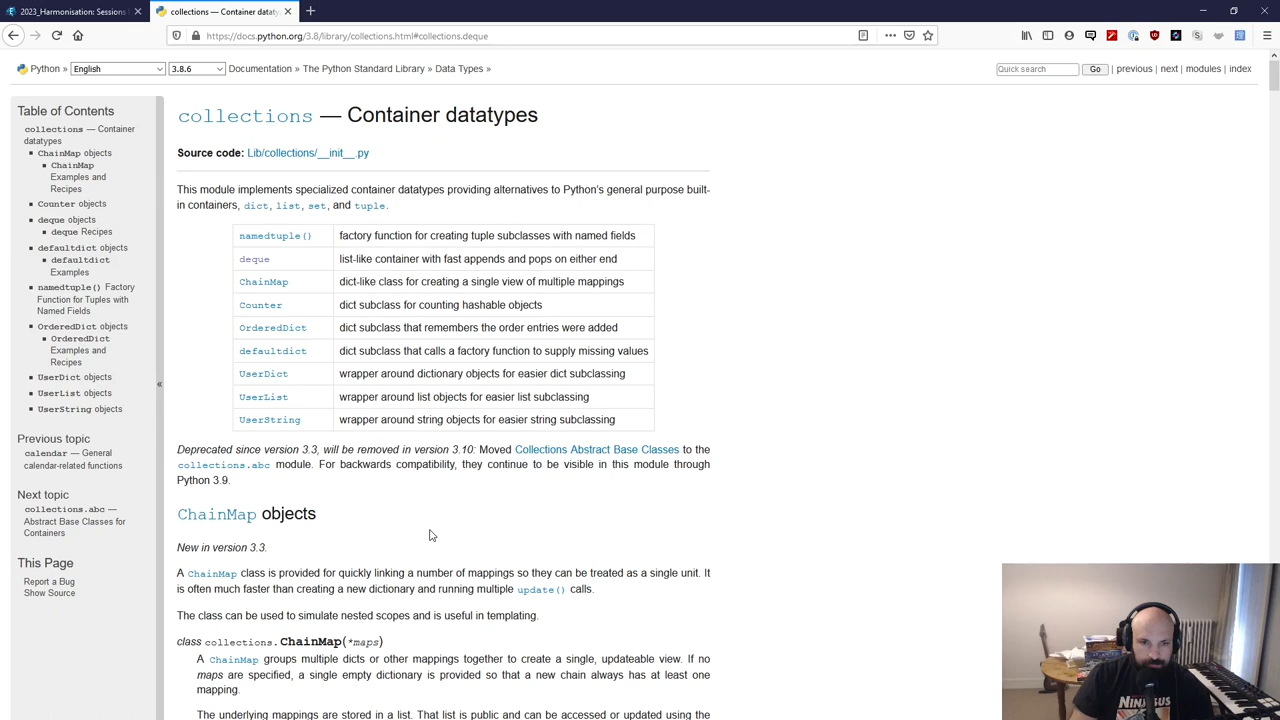 2023_Harmonisation: Sessions
collections — Container dataty
https://docs.python.org/3.8/library/collections.html#collections.deque
Python »
English
3.8.6
Documentation » The Python Standard Library » Data Types »
Quick search
Go
| previous | next | modules | index
Table of Contents
collections — Container
datatypes
ChainMap objects
ChainMap
Examples and
Recipes
Counter objects
deque objects
deque Recipes
defaultdict objects
defaultdict
Examples
namedtuple() Factory
Function for Tuples with
Named Fields
OrderedDict objects
OrderedDict
Examples and
Recipes
UserDict objects
UserList objects
UserString objects
Previous topic
calendar — General
calendar-related functions
Next topic
collections.abc —
Abstract Base Classes for
Containers
This Page
Report a Bug
Show Source
«
collections — Container datatypes
Source code: Lib/collections/__init__.py
This module implements specialized container datatypes providing alternatives to Python's general purpose built-
in containers, dict, list, set, and tuple.
namedtuple() factory function for creating tuple subclasses with named fields
deque list-like container with fast appends and pops on either end
ChainMap dict-like class for creating a single view of multiple mappings
Counter dict subclass for counting hashable objects
OrderedDict dict subclass that remembers the order entries were added
defaultdict dict subclass that calls a factory function to supply missing values
UserDict wrapper around dictionary objects for easier dict subclassing
UserList wrapper around list objects for easier list subclassing
UserString wrapper around string objects for easier string subclassing
Deprecated since version 3.3, will be removed in version 3.10: Moved Collections Abstract Base Classes to the
collections.abc module. For backwards compatibility, they continue to be visible in this module through
Python 3.9.
ChainMap objects
New in version 3.3.
A ChainMap class is provided for quickly linking a number of mappings so they can be treated as a single unit. It
is often much faster than creating a new dictionary and running multiple update() calls.
The class can be used to simulate nested scopes and is useful in templating.
class collections.ChainMap(*maps)
A ChainMap groups multiple dicts or other mappings together to create a single, updateable view. If no
maps are specified, a single empty dictionary is provided so that a new chain always has at least one
mapping.
The underlying mappings are stored in a list. That list is public and can be accessed or updated using the